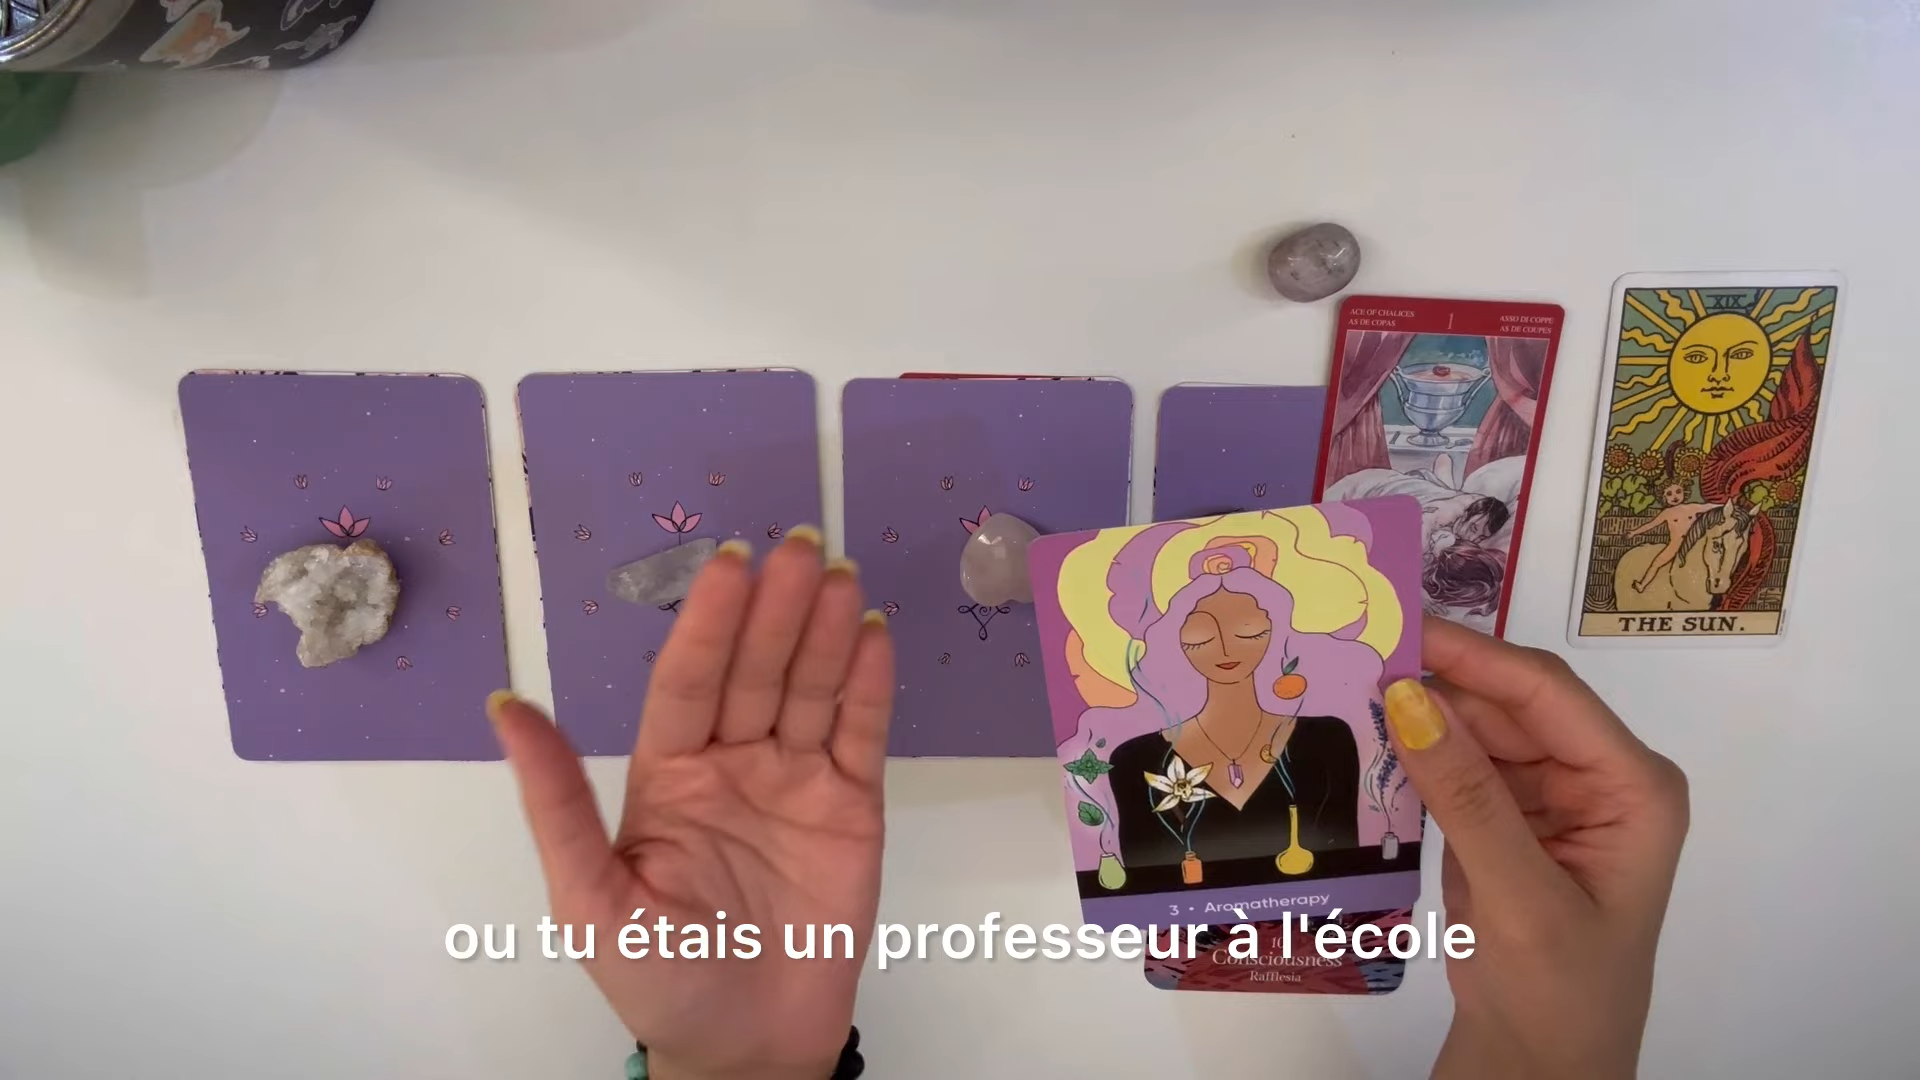 XIX
ACE OF CHALICES
AS DE COPAS
1
ASSO DI COPPE
AS DE COUPES
THE SUN.
3 • Aromatherapy
ou tu étais un professeur à l'école
Consciousness
Rafflesia